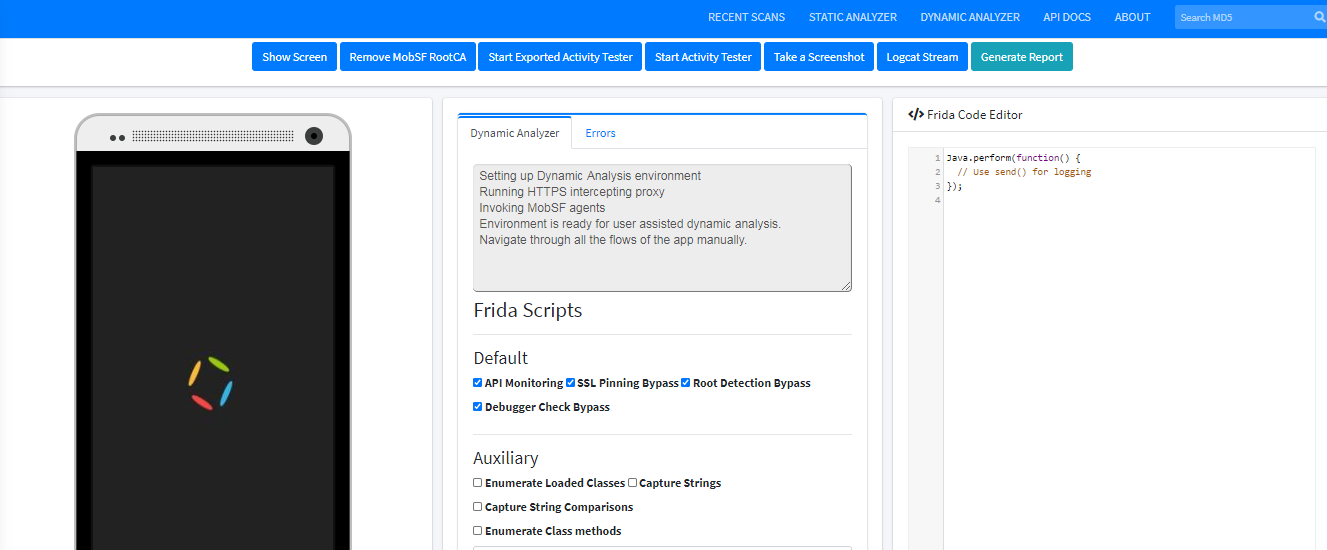 RECENT SCANS STATIC ANALYZER DYNAMIC ANALYZER API DOCS ABOUT Search MD5
Show Screen Remove MobSF RootCA Start Exported Activity Tester Start Activity Tester Take a Screenshot Logcat Stream Generate Report
Dynamic Analyzer Errors
Setting up Dynamic Analysis environment
Running HTTPS intercepting proxy
Invoking MobSF agents
Environment is ready for user assisted dynamic analysis.
Navigate through all the flows of the app manually.
Frida Scripts
Default
API Monitoring SSL Pinning Bypass Root Detection Bypass
Debugger Check Bypass
Auxiliary
Enumerate Loaded Classes Capture Strings
Capture String Comparisons
Enumerate Class methods
</> Frida Code Editor
1 Java.perform(function() {
2   // Use send() for logging
3 });
4